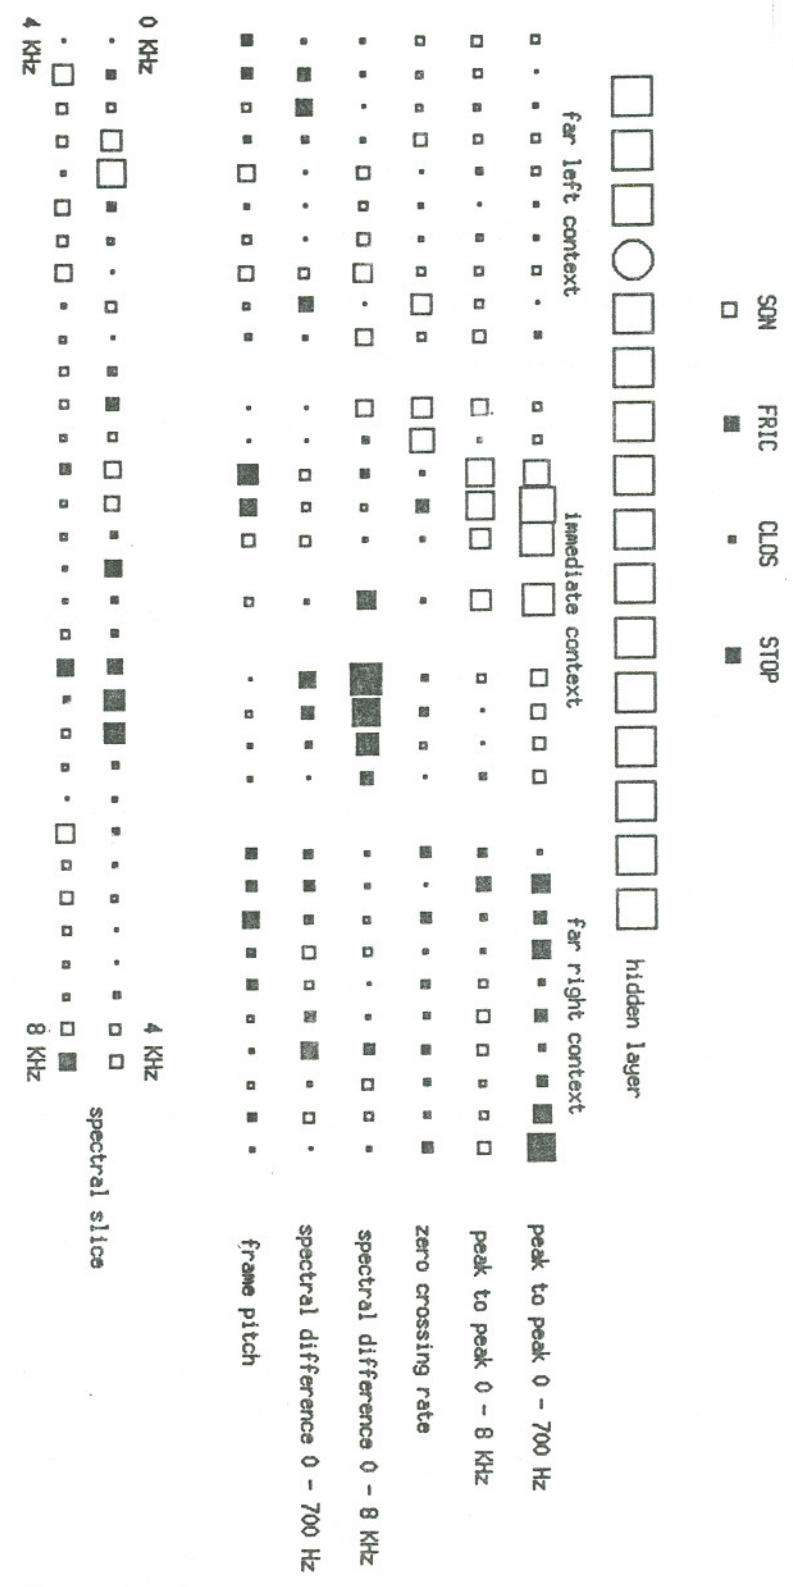 SON FRIC CLOS STOP
hidden layer
far left context immediate context far right context
peak to peak 0 - 700 Hz
peak to peak 0 - 8 KHz
zero crossing rate
spectral difference 0 - 8 KHz
spectral difference 0 - 700 Hz
frame pitch
0 KHz 4 KHz
spectral slice
4 KHz 8 KHz